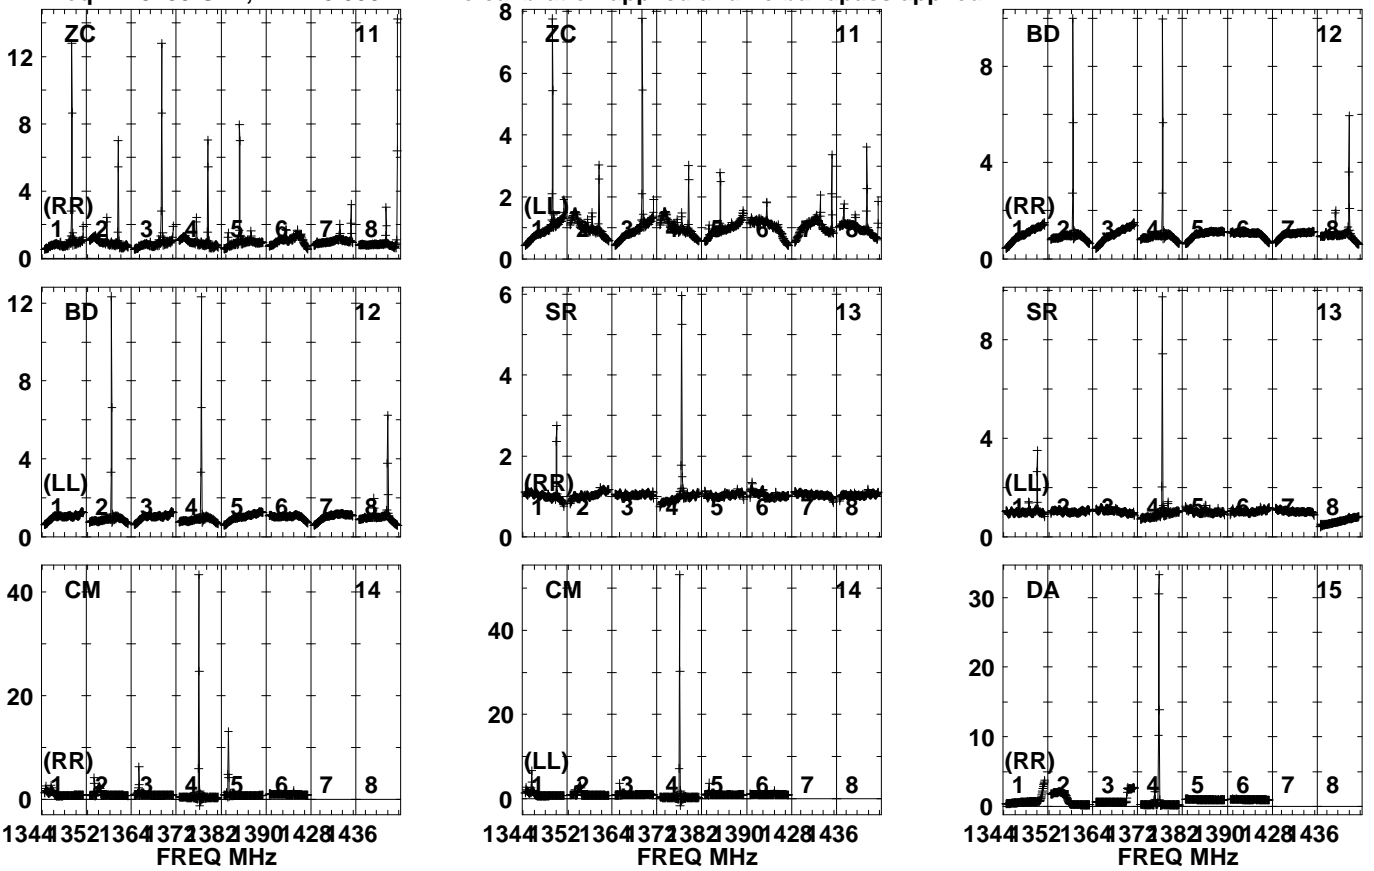 12 ZC 11 8 ZC 11 BD 12
8 6 8
4 4 4
(RR) 2 (LL) (RR)
1 2 3 4 5 6 7 8 1 2 3 4 5 6 7 8 1 2 3 4 5 6 7 8
0 0 0
12 BD 12 6 SR 13 SR 13
8 4 8
4 2 4
(LL) (RR) (LL)
1 2 3 4 5 6 7 8 1 2 3 4 5 6 7 8 1 2 3 4 5 6 7 8
0 0 0
40 CM 14 CM 14 30 DA 15
20 40 20
20 10
(RR) (LL) (RR)
1 2 3 4 5 6 7 8 1 2 3 4 5 6 7 8 1 2 3 4 5 6 7 8
0 0 0
1344 1352 1364 1372 1382 1390 1428 1436 1344 1352 1364 1372 1382 1390 1428 1436 1344 1352 1364 1372 1382 1390 1428 1436
FREQ MHz FREQ MHz FREQ MHz